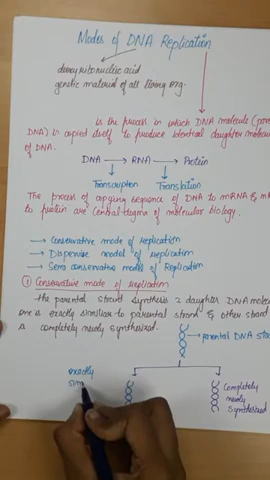 Modes of DNA Replication
deoxyribonucleic acid
genetic material of all living org.
is the process in which DNA molecule (pare
DNA) is copied itself to produce identical daughter molecule
of DNA.
DNA → RNA → Protein
Transcription Translation
The process of copying sequence of DNA to mRNA &
to protein are central dogma of molecular biology.
→ Conservative mode of replication
→ Dispersive model of replication
→ Semi conservative model of Replication
① Conservative mode of replication
The parental strand synthesis 2 daughter DNA molecu
one is exactly similar to parental strand & other strand
is completely newly synthesized.
parental DNA stra
exactly
sim
Completely
newly
synthesized